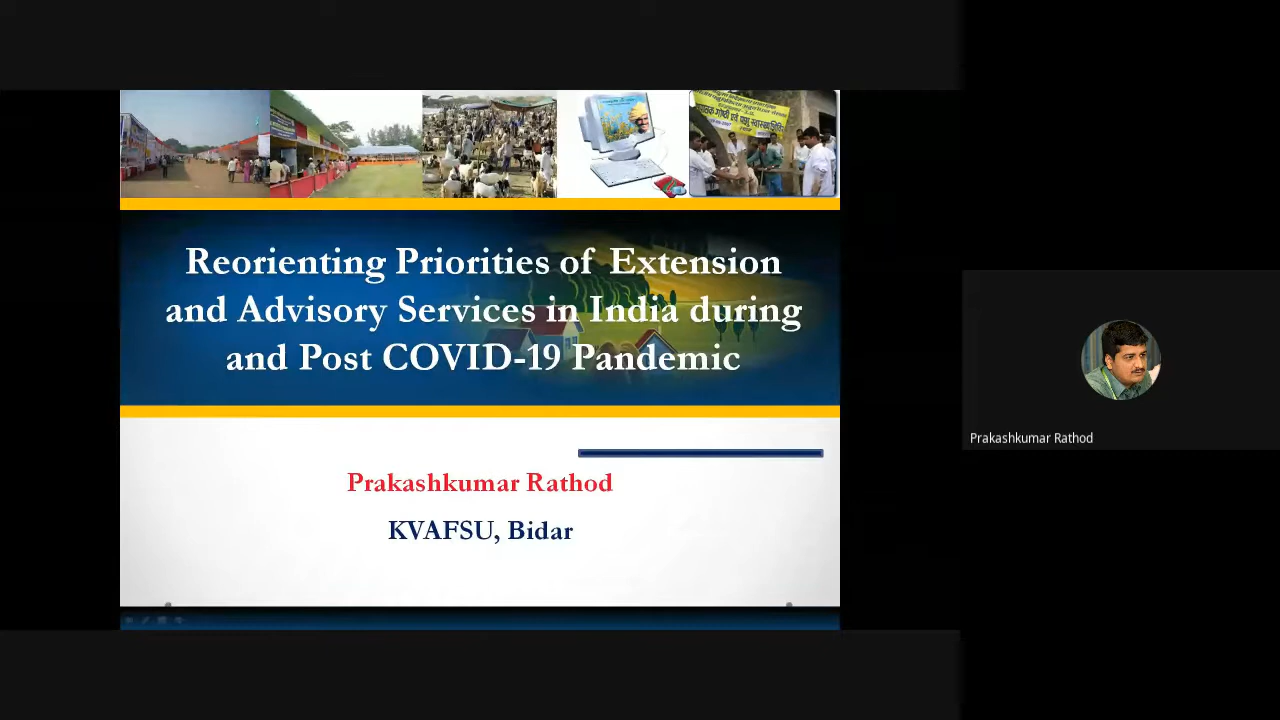 Reorienting Priorities of Extension
and Advisory Services in India during
and Post COVID-19 Pandemic
Prakashkumar Rathod
KVAFSU, Bidar
Prakashkumar Rathod